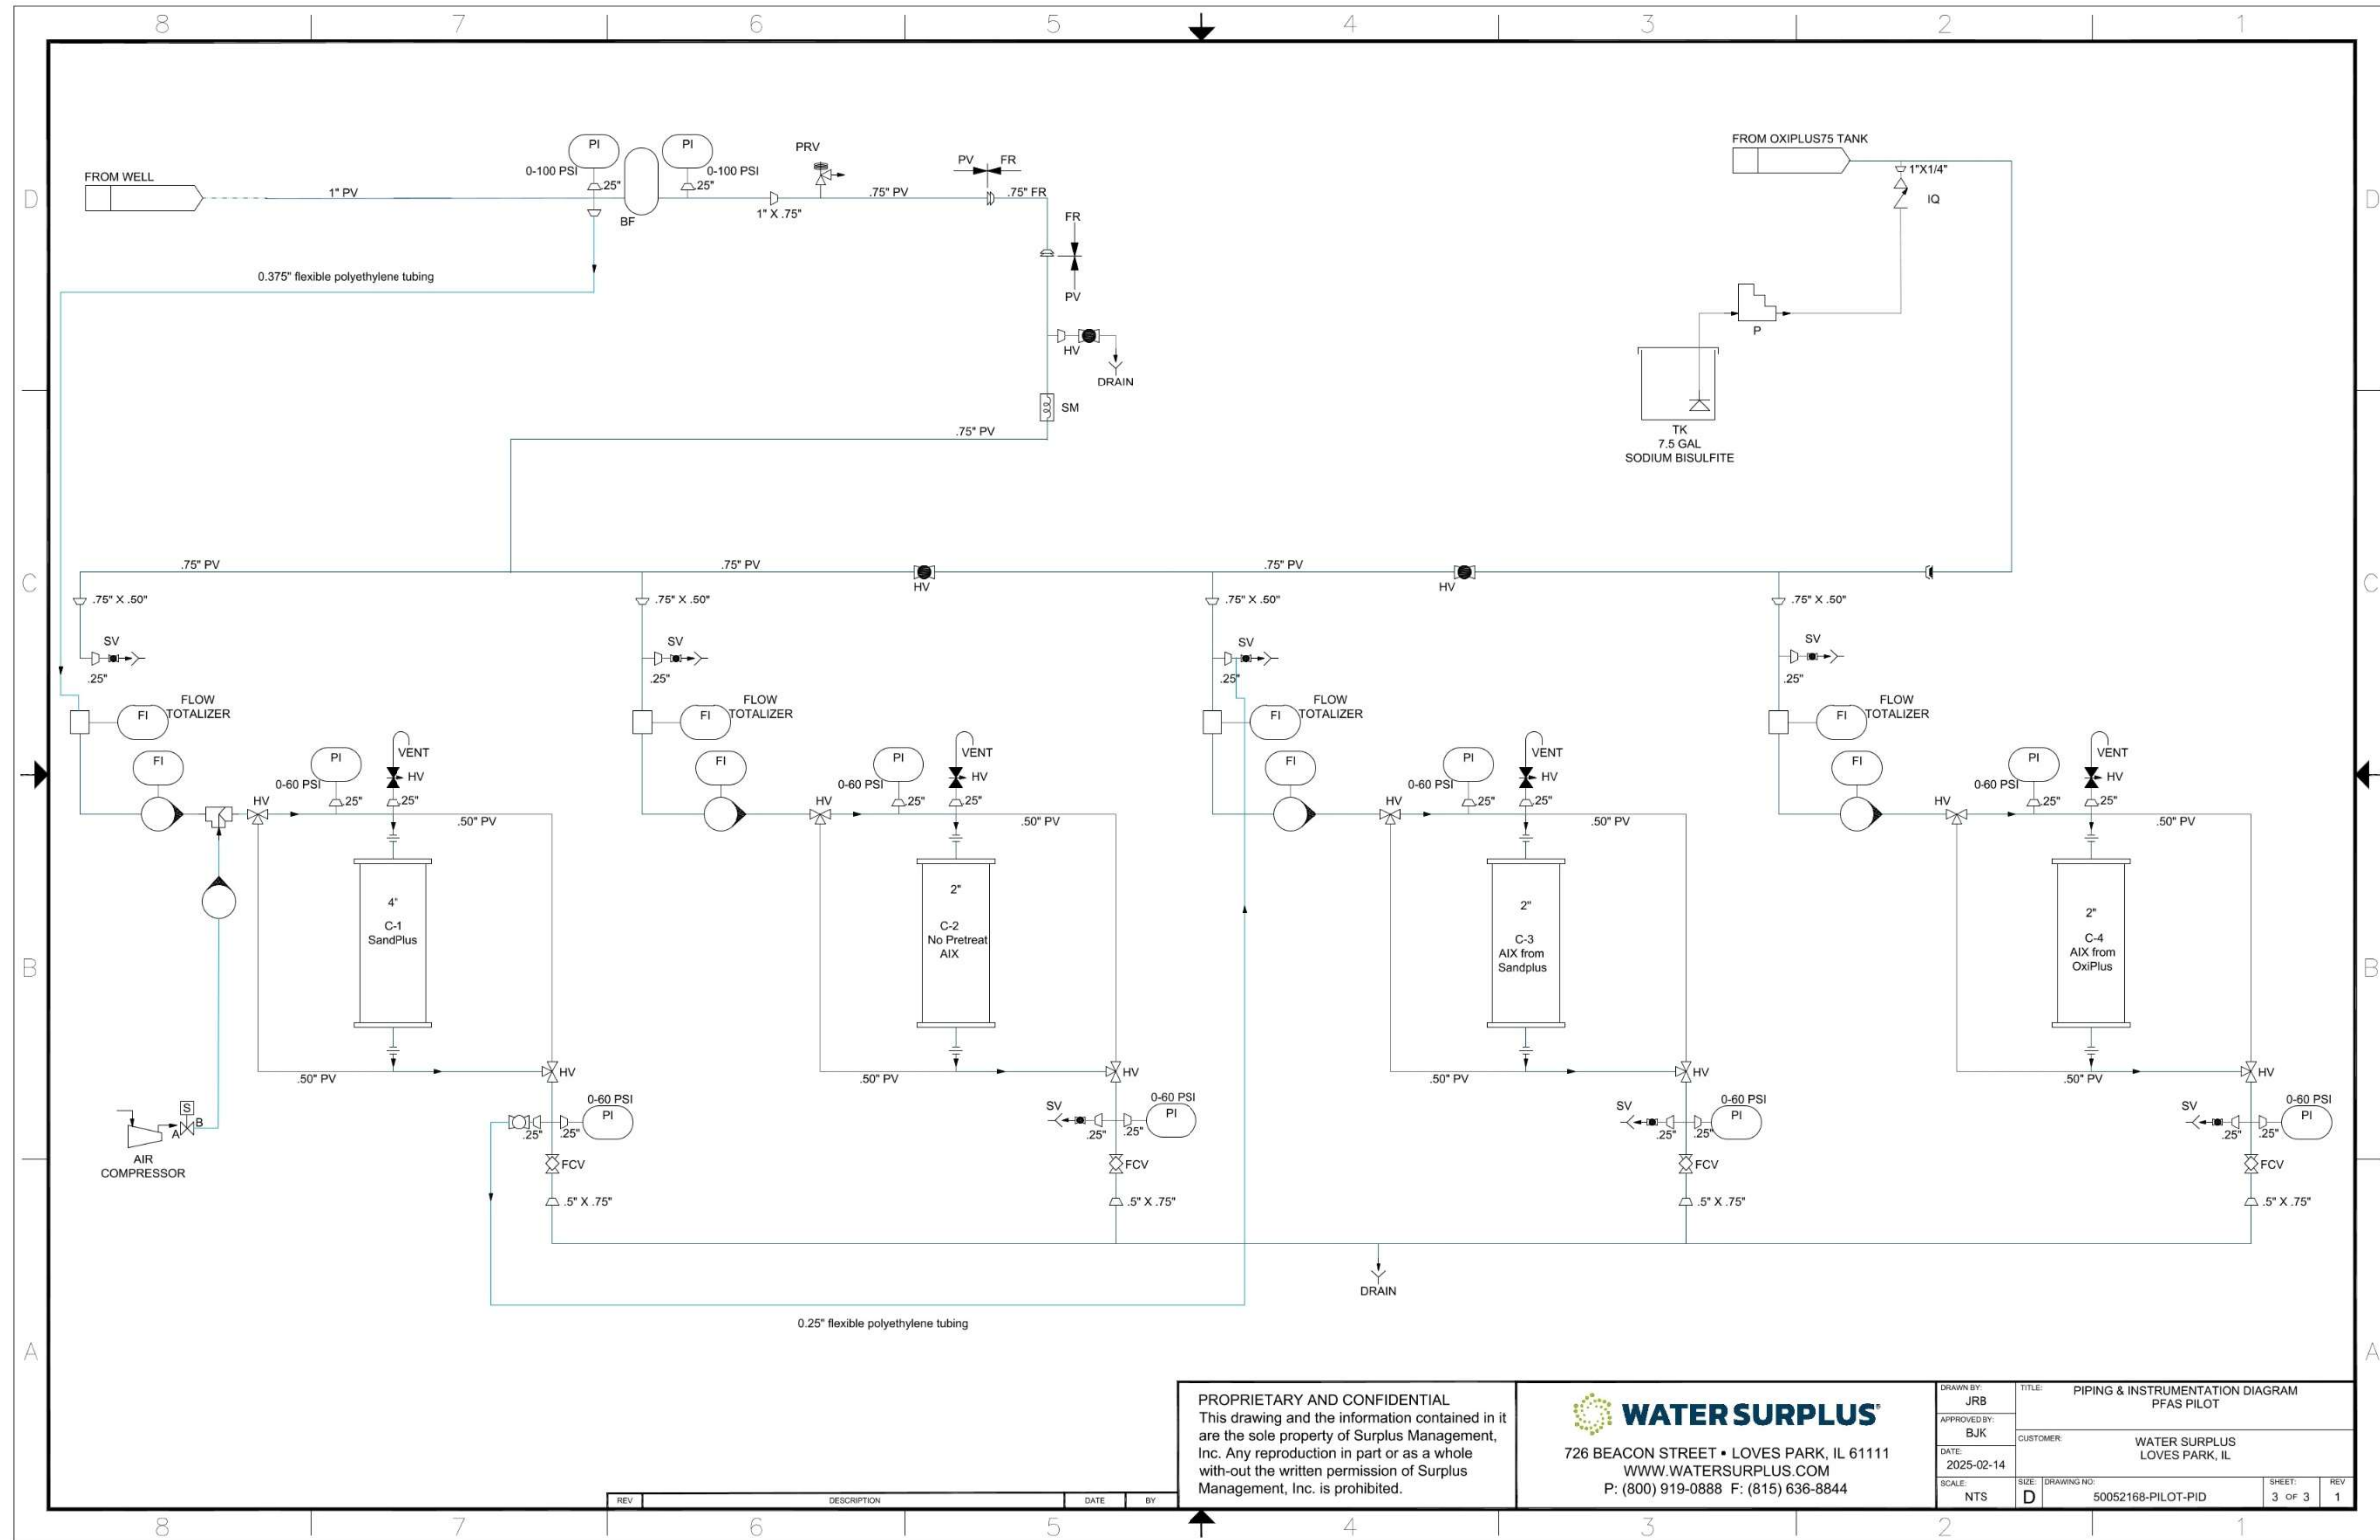 8 7 6 5 4 3 2 1
D
D
FROM WELL
1" PV
PI
0-100 PSI
.25"
BF
PI
0-100 PSI
.25"
1" X .75"
PRV
.75" PV
PV FR
.75" FR
FR
PV
HV
DRAIN
SM
.75" PV
0.375" flexible polyethylene tubing
FROM OXIPLUS75 TANK
1"X1/4"
IQ
P
TK
7.5 GAL
SODIUM BISULFITE
C
C
.75" PV
.75" PV
HV
.75" PV
HV
.75" X .50"
SV
.25"
FI
FLOW
TOTALIZER
FI
HV
0-60 PSI
PI
.25"
VENT
HV
.25"
.50" PV
4"
C-1
SandPlus
.50" PV
HV
0-60 PSI
PI
.25"
.25"
FCV
.5" X .75"
AIR
COMPRESSOR
S
A
B
.75" X .50"
SV
.25"
FI
FLOW
TOTALIZER
FI
HV
0-60 PSI
PI
.25"
VENT
HV
.25"
.50" PV
2"
C-2
No Pretreat
AIX
.50" PV
HV
SV
0-60 PSI
PI
.25"
.25"
FCV
.5" X .75"
.75" X .50"
SV
.25"
FI
FLOW
TOTALIZER
FI
HV
0-60 PSI
PI
.25"
VENT
HV
.25"
.50" PV
2"
C-3
AIX from
Sandplus
.50" PV
HV
SV
0-60 PSI
PI
.25"
.25"
FCV
.5" X .75"
.75" X .50"
SV
.25"
FI
FLOW
TOTALIZER
FI
HV
0-60 PSI
PI
.25"
VENT
HV
.25"
.50" PV
2"
C-4
AIX from
OxiPlus
.50" PV
HV
SV
0-60 PSI
PI
.25"
.25"
FCV
.5" X .75"
B
B
DRAIN
0.25" flexible polyethylene tubing
A
A
REV DESCRIPTION DATE BY
PROPRIETARY AND CONFIDENTIAL
This drawing and the information contained in it
are the sole property of Surplus Management,
Inc. Any reproduction in part or as a whole
with-out the written permission of Surplus
Management, Inc. is prohibited.
WATER SURPLUS®
726 BEACON STREET • LOVES PARK, IL 61111
WWW.WATERSURPLUS.COM
P: (800) 919-0888 F: (815) 636-8844
DRAWN BY:
JRB
APPROVED BY:
BJK
DATE:
2025-02-14
SCALE:
NTS
TITLE:
PIPING & INSTRUMENTATION DIAGRAM
PFAS PILOT
CUSTOMER:
WATER SURPLUS
LOVES PARK, IL
SIZE:
D
DRAWING NO:
50052168-PILOT-PID
SHEET:
3 OF 3
REV
1
8 7 6 5 4 3 2 1